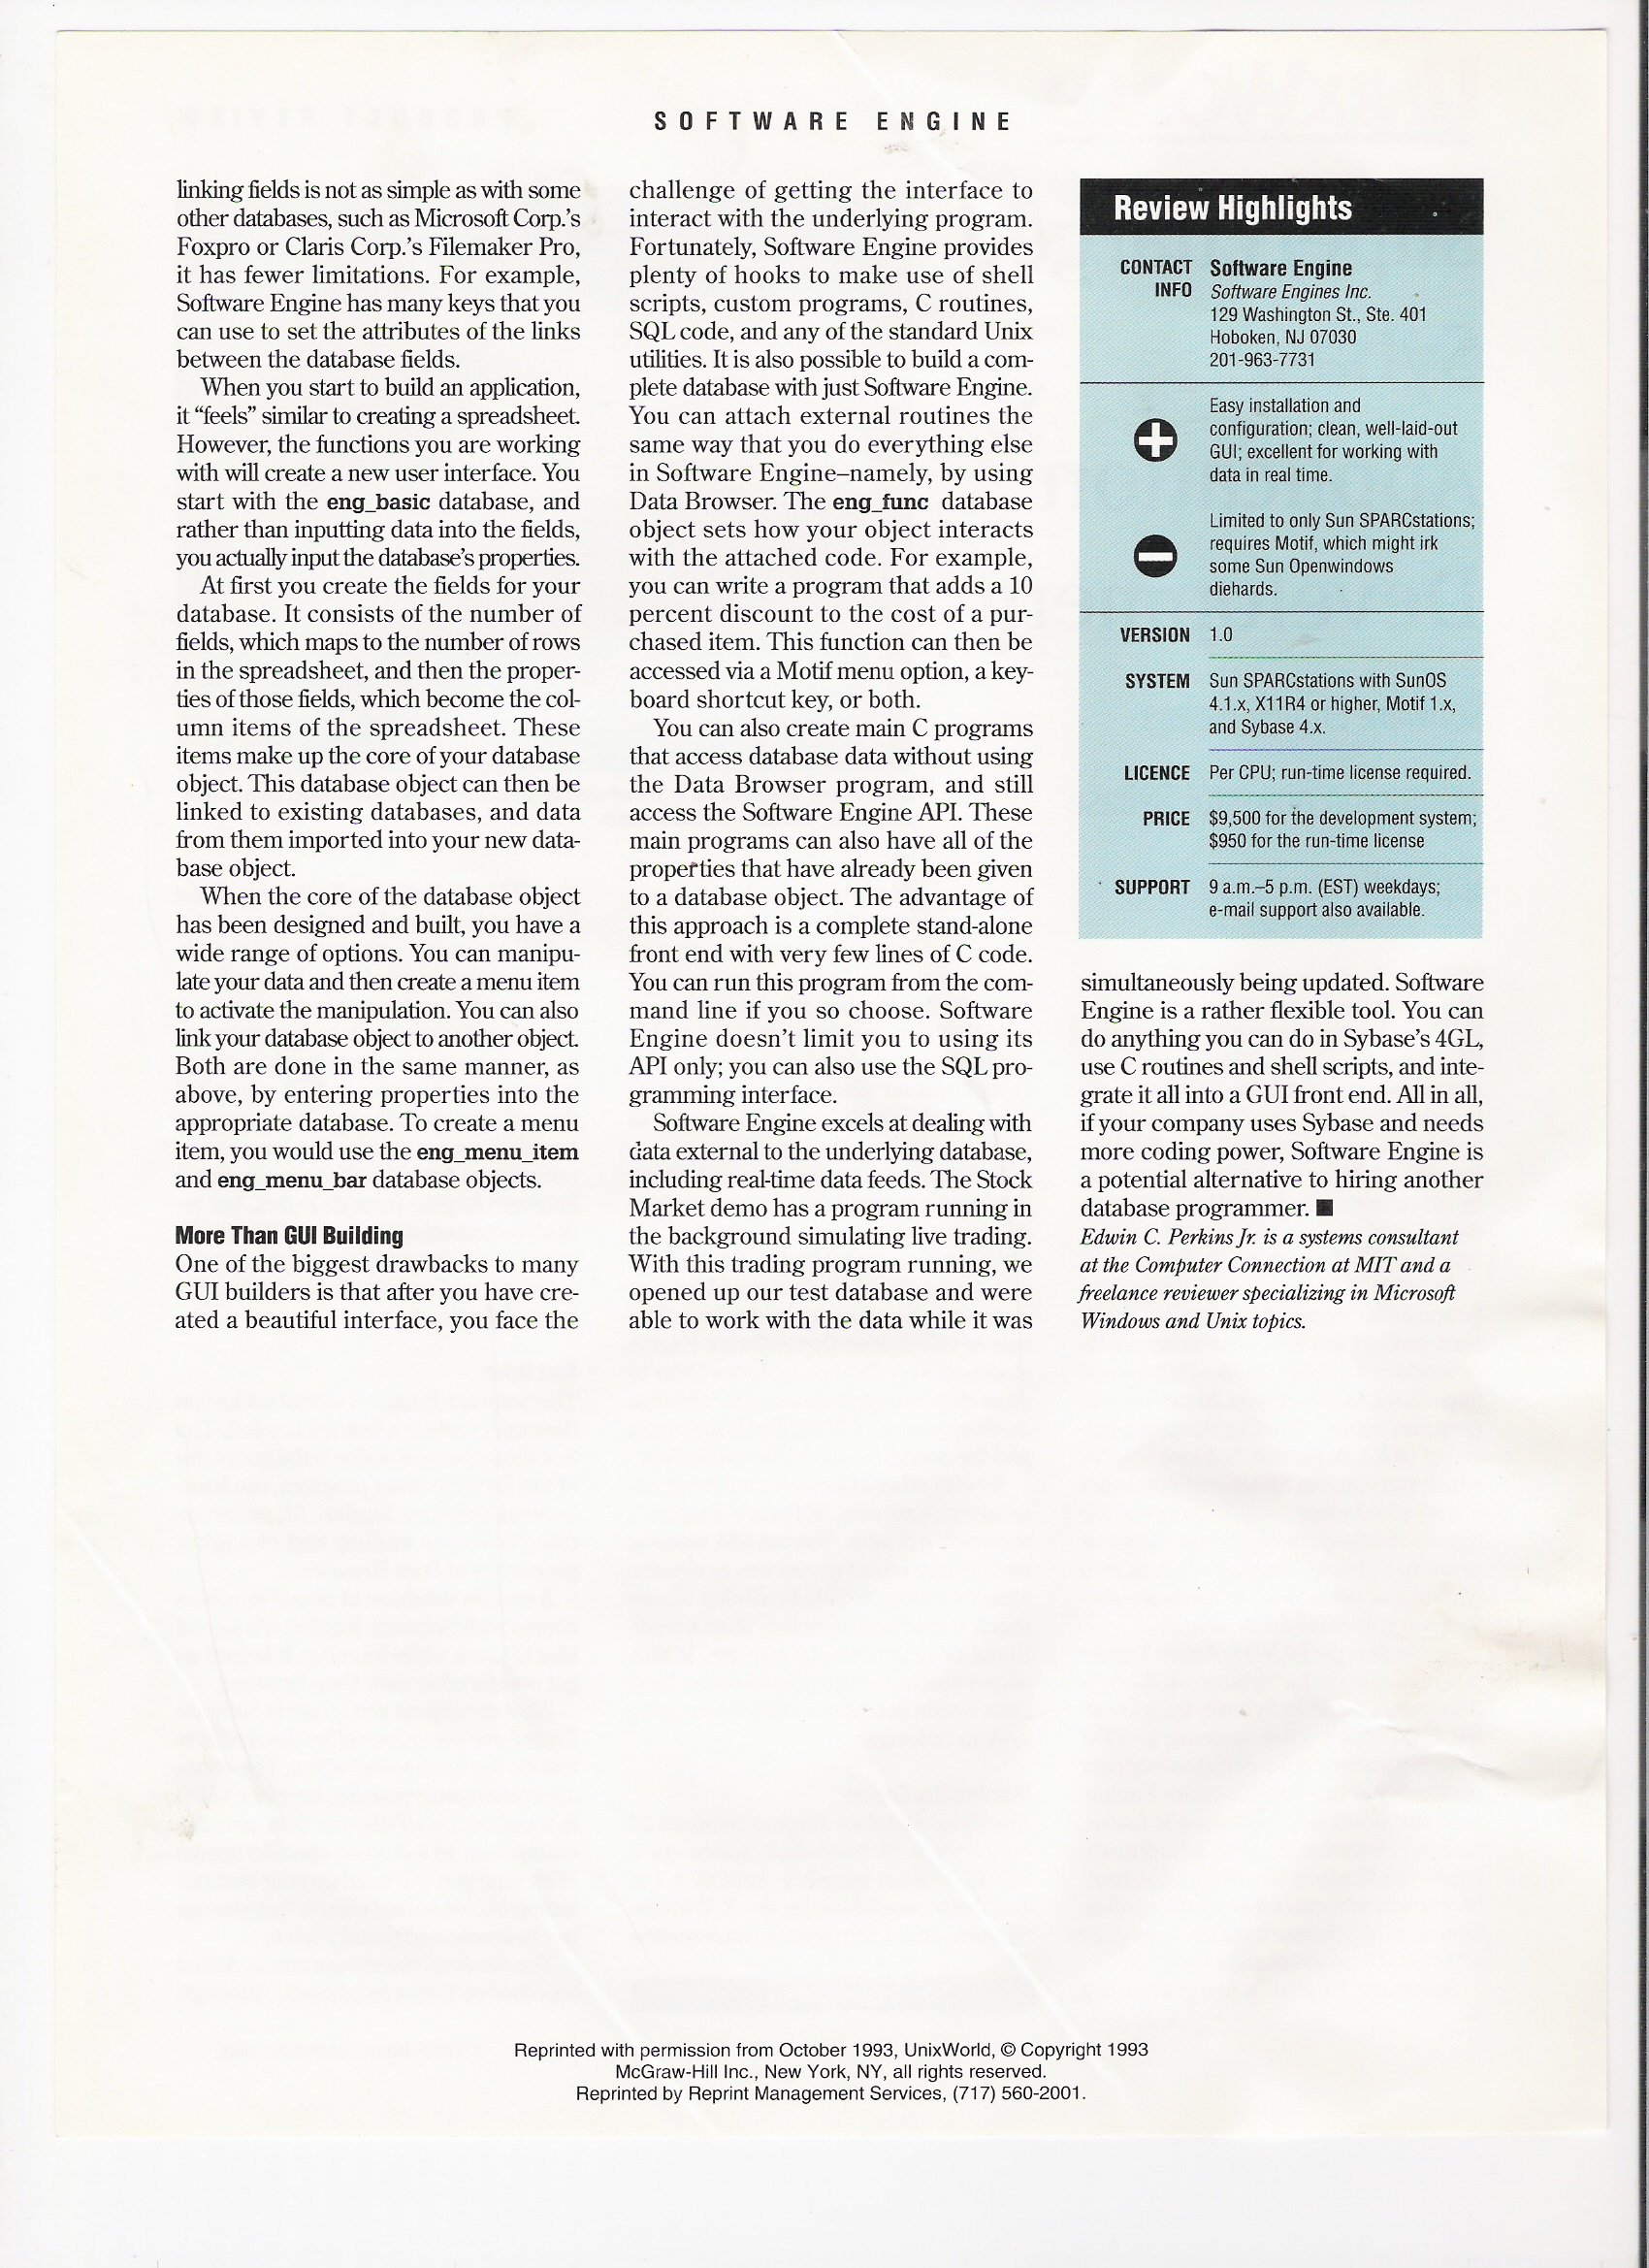 SOFTWARE ENGINE
linking fields is not as simple as with some
other databases, such as Microsoft Corp.'s
Foxpro or Claris Corp.'s Filemaker Pro,
it has fewer limitations. For example,
Software Engine has many keys that you
can use to set the attributes of the links
between the database fields.
When you start to build an application,
it “feels” similar to creating a spreadsheet.
However, the functions you are working
with will create a new user interface. You
start with the eng_basic database, and
rather than inputting data into the fields,
you actually input the database's properties.
At first you create the fields for your
database. It consists of the number of
fields, which maps to the number of rows
in the spreadsheet, and then the proper-
ties of those fields, which become the col-
umn items of the spreadsheet. These
items make up the core of your database
object. This database object can then be
linked to existing databases, and data
from them imported into your new data-
base object.
When the core of the database object
has been designed and built, you have a
wide range of options. You can manipu-
late your data and then create a menu item
to activate the manipulation. You can also
link your database object to another object.
Both are done in the same manner, as
above, by entering properties into the
appropriate database. To create a menu
item, you would use the eng_menu_item
and eng_menu_bar database objects.
More Than GUI Building
One of the biggest drawbacks to many
GUI builders is that after you have cre-
ated a beautiful interface, you face the
challenge of getting the interface to
interact with the underlying program.
Fortunately, Software Engine provides
plenty of hooks to make use of shell
scripts, custom programs, C routines,
SQL code, and any of the standard Unix
utilities. It is also possible to build a com-
plete database with just Software Engine.
You can attach external routines the
same way that you do everything else
in Software Engine–namely, by using
Data Browser. The eng_func database
object sets how your object interacts
with the attached code. For example,
you can write a program that adds a 10
percent discount to the cost of a pur-
chased item. This function can then be
accessed via a Motif menu option, a key-
board shortcut key, or both.
You can also create main C programs
that access database data without using
the Data Browser program, and still
access the Software Engine API. These
main programs can also have all of the
properties that have already been given
to a database object. The advantage of
this approach is a complete stand-alone
front end with very few lines of C code.
You can run this program from the com-
mand line if you so choose. Software
Engine doesn't limit you to using its
API only; you can also use the SQL pro-
gramming interface.
Software Engine excels at dealing with
data external to the underlying database,
including real-time data feeds. The Stock
Market demo has a program running in
the background simulating live trading.
With this trading program running, we
opened up our test database and were
able to work with the data while it was
Review Highlights
CONTACT Software Engine
INFO Software Engines Inc.
129 Washington St., Ste. 401
Hoboken, NJ 07030
201-963-7731
Easy installation and
configuration; clean, well-laid-out
GUI; excellent for working with
data in real time.
Limited to only Sun SPARCstations;
requires Motif, which might irk
some Sun Openwindows
diehards.
VERSION 1.0
SYSTEM Sun SPARCstations with SunOS
4.1.x, X11R4 or higher, Motif 1.x,
and Sybase 4.x.
LICENCE Per CPU; run-time license required.
PRICE $9,500 for the development system;
$950 for the run-time license
SUPPORT 9 a.m.–5 p.m. (EST) weekdays;
e-mail support also available.
simultaneously being updated. Software
Engine is a rather flexible tool. You can
do anything you can do in Sybase's 4GL,
use C routines and shell scripts, and inte-
grate it all into a GUI front end. All in all,
if your company uses Sybase and needs
more coding power, Software Engine is
a potential alternative to hiring another
database programmer. ■
Edwin C. Perkins Jr. is a systems consultant
at the Computer Connection at MIT and a
freelance reviewer specializing in Microsoft
Windows and Unix topics.
Reprinted with permission from October 1993, UnixWorld, © Copyright 1993
McGraw-Hill Inc., New York, NY, all rights reserved.
Reprinted by Reprint Management Services, (717) 560-2001.